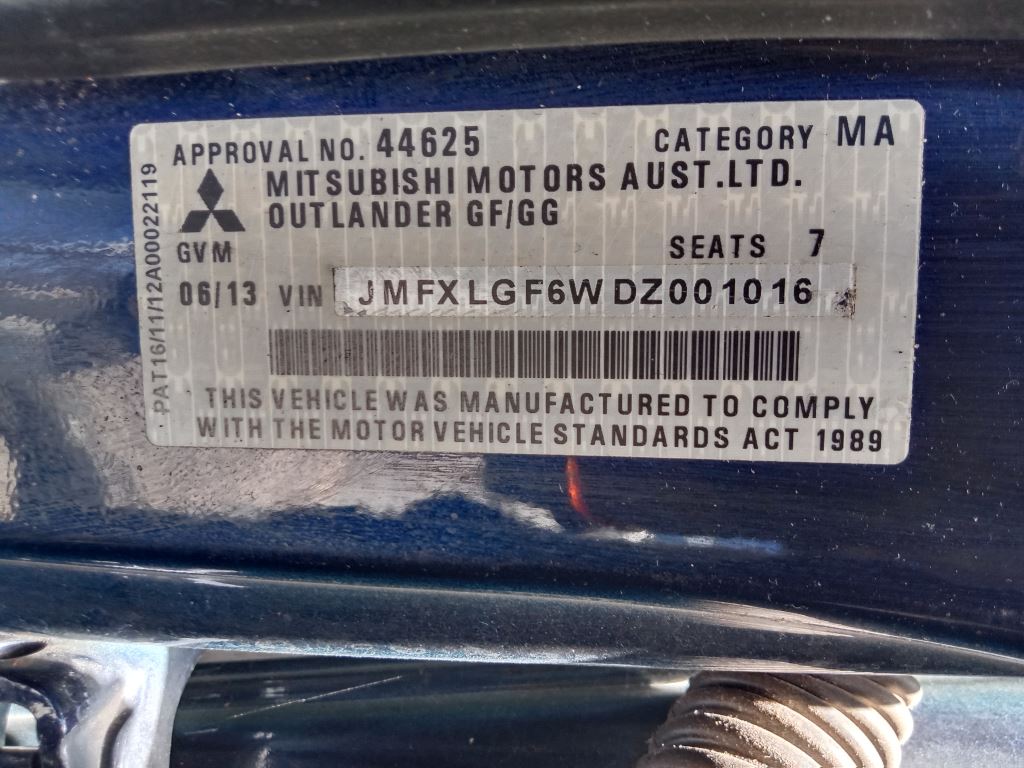 APPROVAL NO. 44625 CATEGORY MA
MITSUBISHI MOTORS AUST.LTD.
OUTLANDER GF/GG
GVM SEATS 7
06/13 VIN JMFXLGF6WDZ001016
THIS VEHICLE WAS MANUFACTURED TO COMPLY
WITH THE MOTOR VEHICLE STANDARDS ACT 1989
PAT16/11/12A00022119